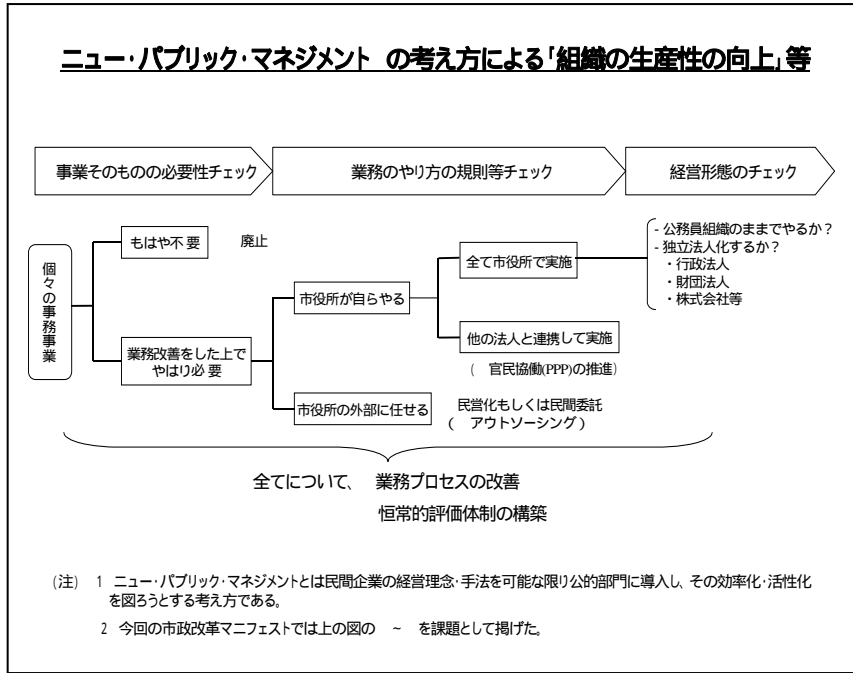 ニュー・パブリック・マネジメント の考え方による「組織の生産性の向上」等
事業そのものの必要性チェック
業務のやり方の規則等チェック
経営形態のチェック
個々の事務事業
もはや不要
廃止
業務改善をした上で
やはり必要
市役所が自らやる
市役所の外部に任せる
民営化もしくは民間委託
( アウトソーシング)
全て市役所で実施
他の法人と連携して実施
( 官民協働(PPP)の推進)
- 公務員組織のままでやるか?
- 独立法人化するか?
・行政法人
・財団法人
・株式会社等
全てについて、 業務プロセスの改善
恒常的評価体制の構築
(注) 1 ニュー・パブリック・マネジメントとは民間企業の経営理念・手法を可能な限り公的部門に導入し、その効率化・活性化
を図ろうとする考え方である。
2 今回の市政改革マニフェストでは上の図の ~ を課題として掲げた。